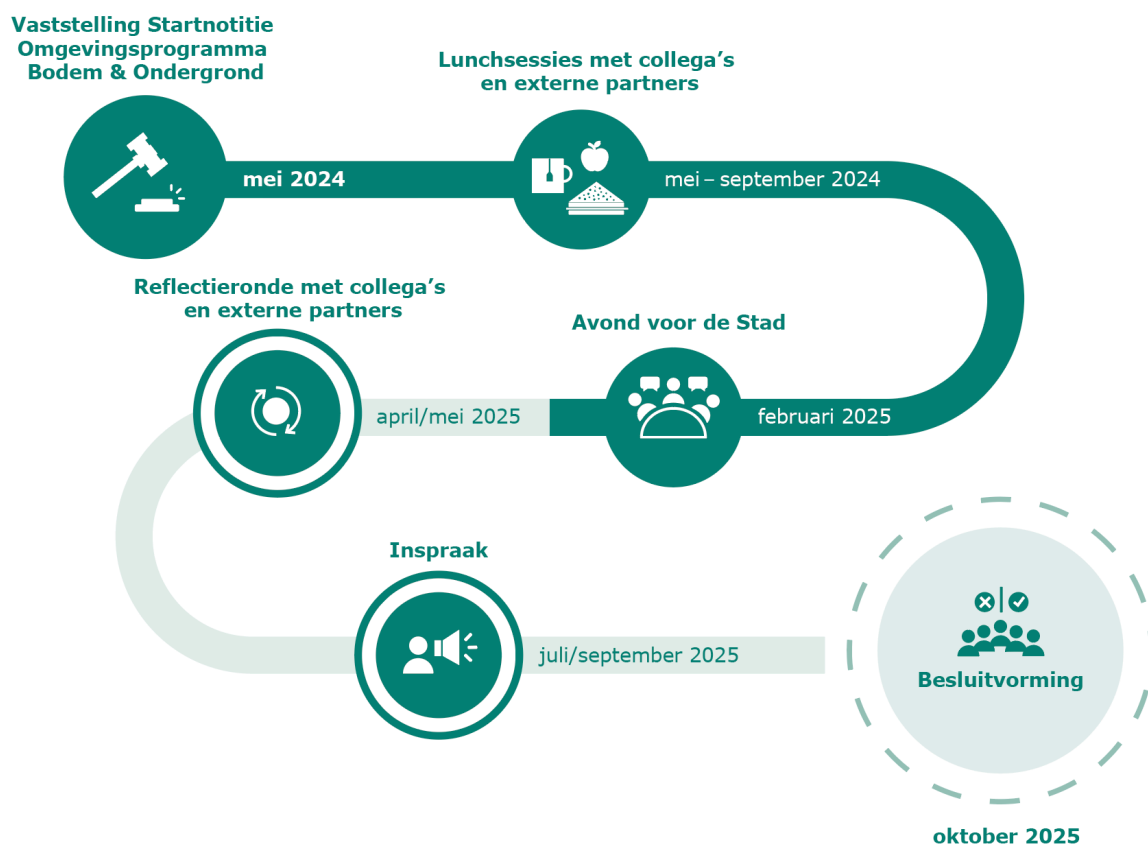 Vaststelling Startnotitie
Omgevingsprogramma
Bodem & Ondergrond
mei 2024
Lunchsessies met collega’s
en externe partners
mei – september 2024
Avond voor de Stad
februari 2025
Reflectieronde met collega’s
en externe partners
april/mei 2025
Inspraak
juli/september 2025
Besluitvorming
oktober 2025